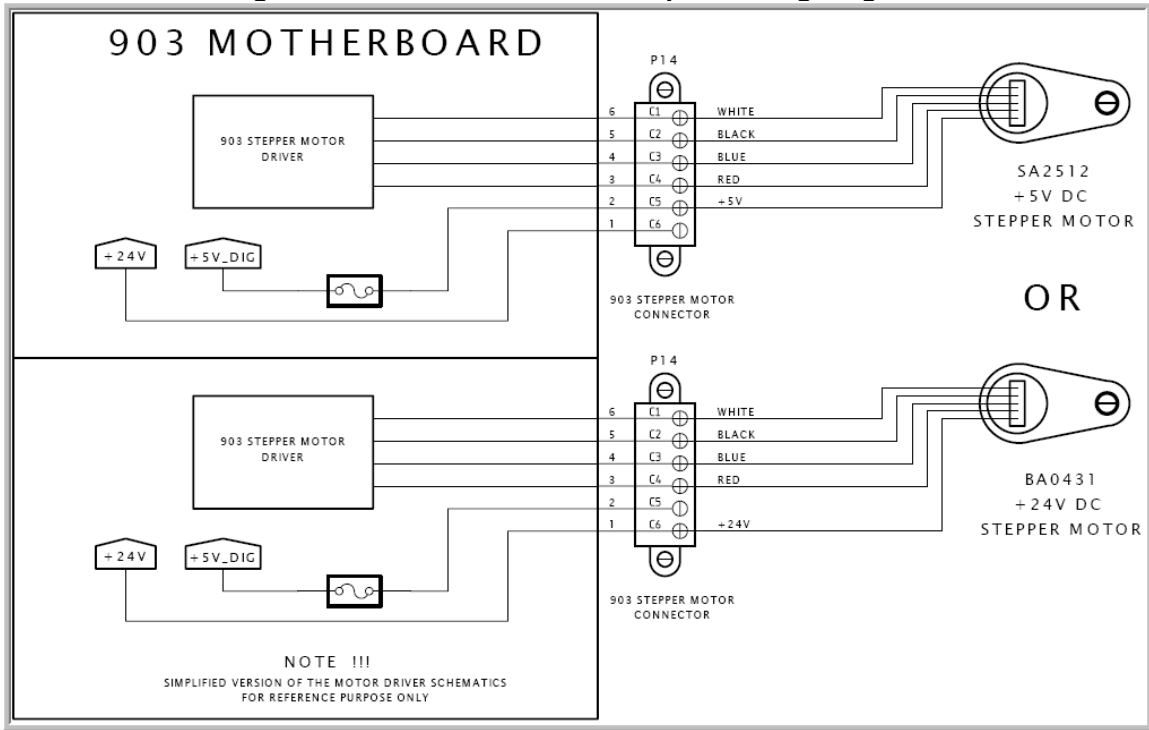 903 MOTHERBOARD
903 STEPPER MOTOR
DRIVER
+24V
+5V_DIG
P14
6 C1 WHITE
5 C2 BLACK
4 C3 BLUE
3 C4 RED
2 C5 +5V
1 C6
903 STEPPER MOTOR
CONNECTOR
SA2512
+5V DC
STEPPER MOTOR
OR
903 STEPPER MOTOR
DRIVER
+24V
+5V_DIG
P14
6 C1 WHITE
5 C2 BLACK
4 C3 BLUE
3 C4 RED
2 C5
1 C6 +24V
903 STEPPER MOTOR
CONNECTOR
BA0431
+24V DC
STEPPER MOTOR
NOTE !!!
SIMPLIFIED VERSION OF THE MOTOR DRIVER SCHEMATICS
FOR REFERENCE PURPOSE ONLY